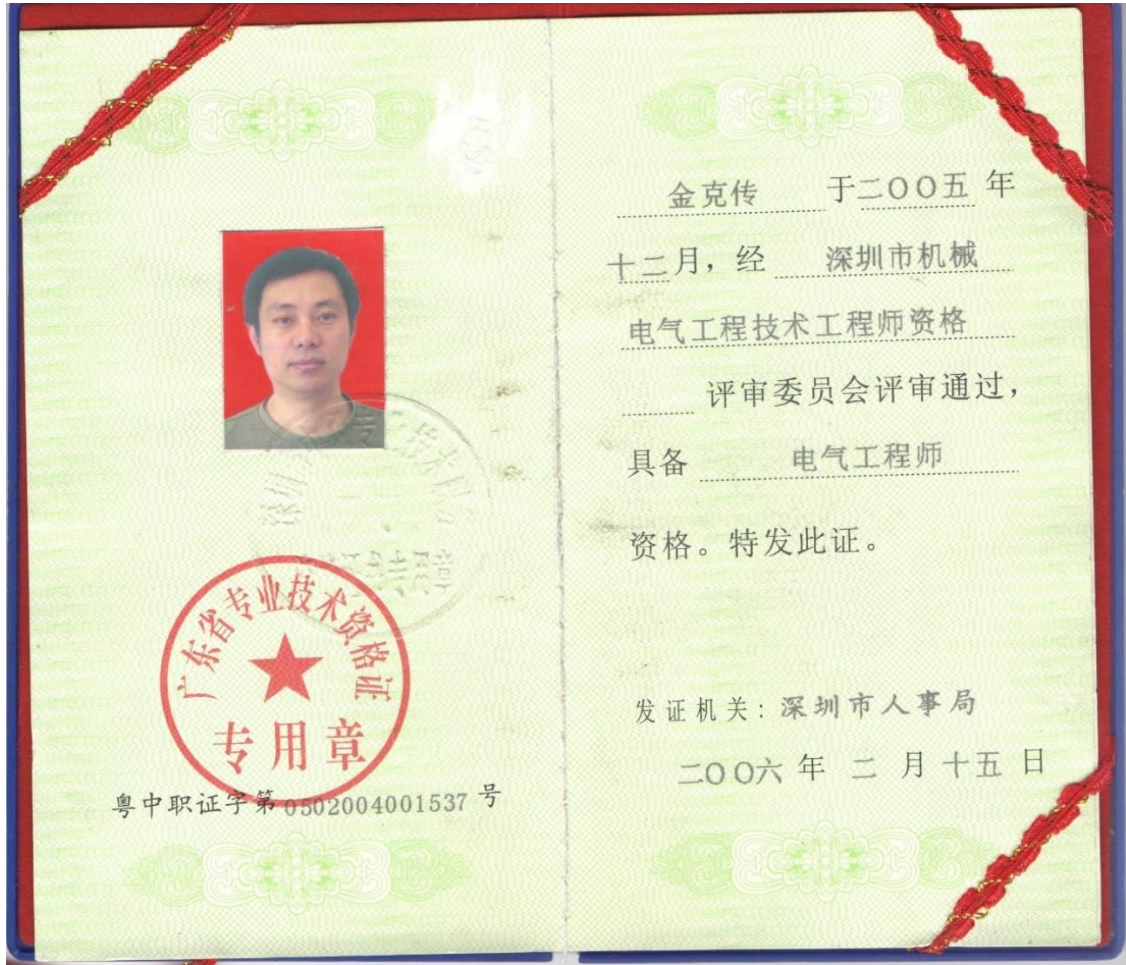 广东省专业技术资格证
专用章
粤中职证字第0502004001537号
金克传 于二〇〇五 年
十二月，经 深圳市机械
电气工程技术工程师资格
评审委员会评审通过，
具备 电气工程师
资格。特发此证。
发证机关：深圳市人事局
二〇〇六 年 二 月 十五 日